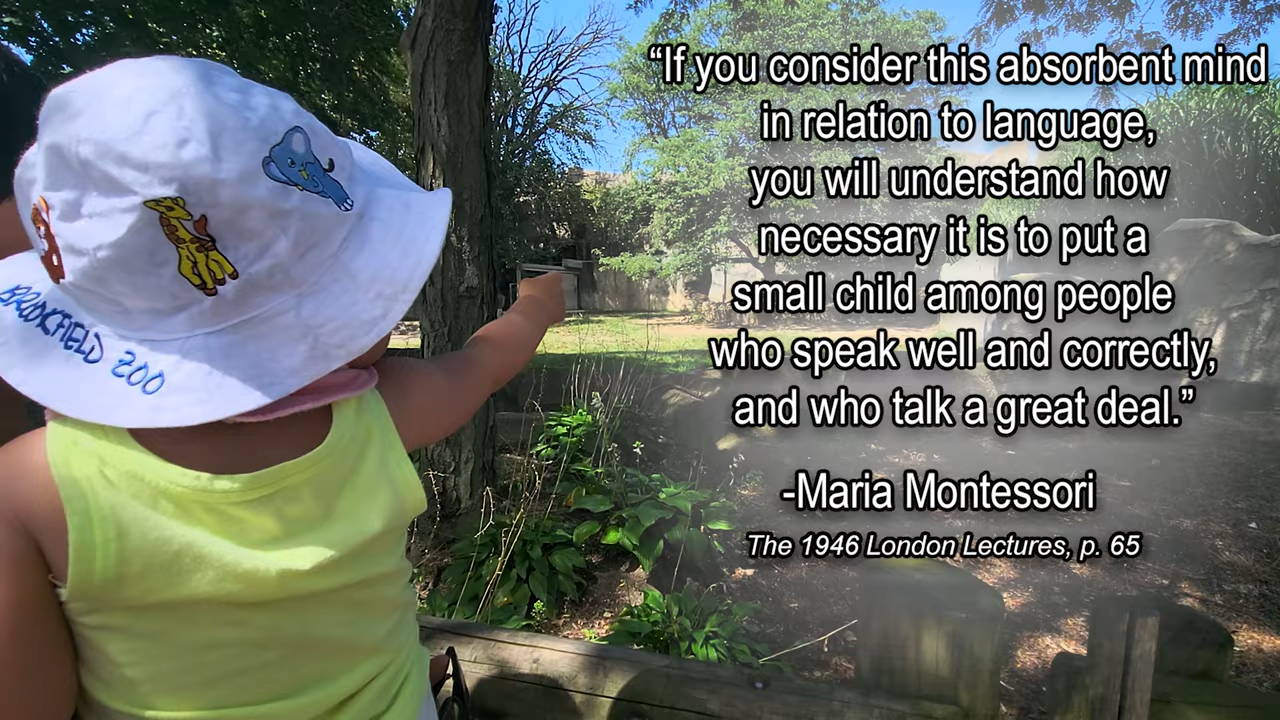 BROOKFIELD ZOO
“If you consider this absorbent mind
in relation to language,
you will understand how
necessary it is to put a
small child among people
who speak well and correctly,
and who talk a great deal.”
-Maria Montessori
The 1946 London Lectures, p. 65